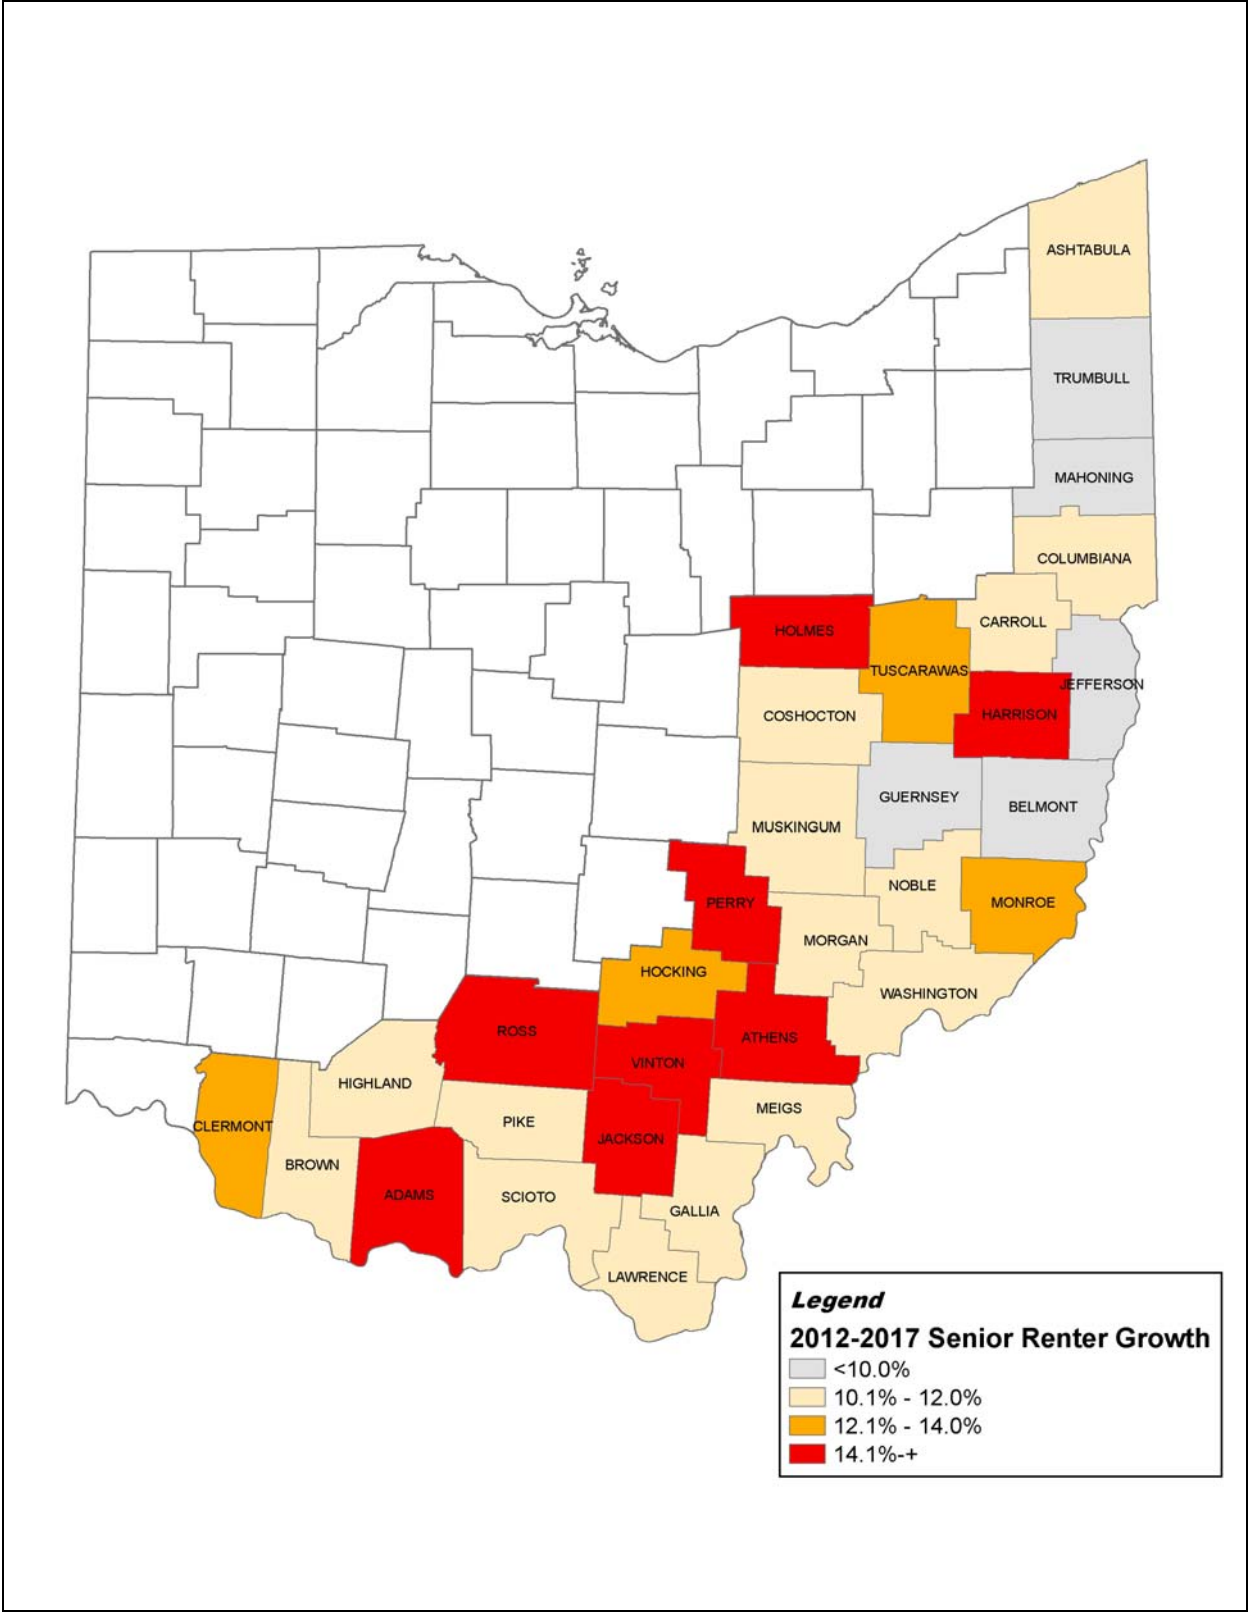 ASHTABULA
TRUMBULL
MAHONING
COLUMBIANA
CARROLL
HOLMES
TUSCARAWAS
JEFFERSON
HARRISON
COSHOCTON
GUERNSEY
BELMONT
MUSKINGUM
NOBLE
PERRY
MONROE
MORGAN
HOCKING
WASHINGTON
ROSS
ATHENS
VINTON
HIGHLAND
MEIGS
PIKE
CLERMONT
JACKSON
BROWN
ADAMS
SCIOTO
GALLIA
LAWRENCE
Legend
2012-2017 Senior Renter Growth
<10.0%
10.1% - 12.0%
12.1% - 14.0%
14.1%-+